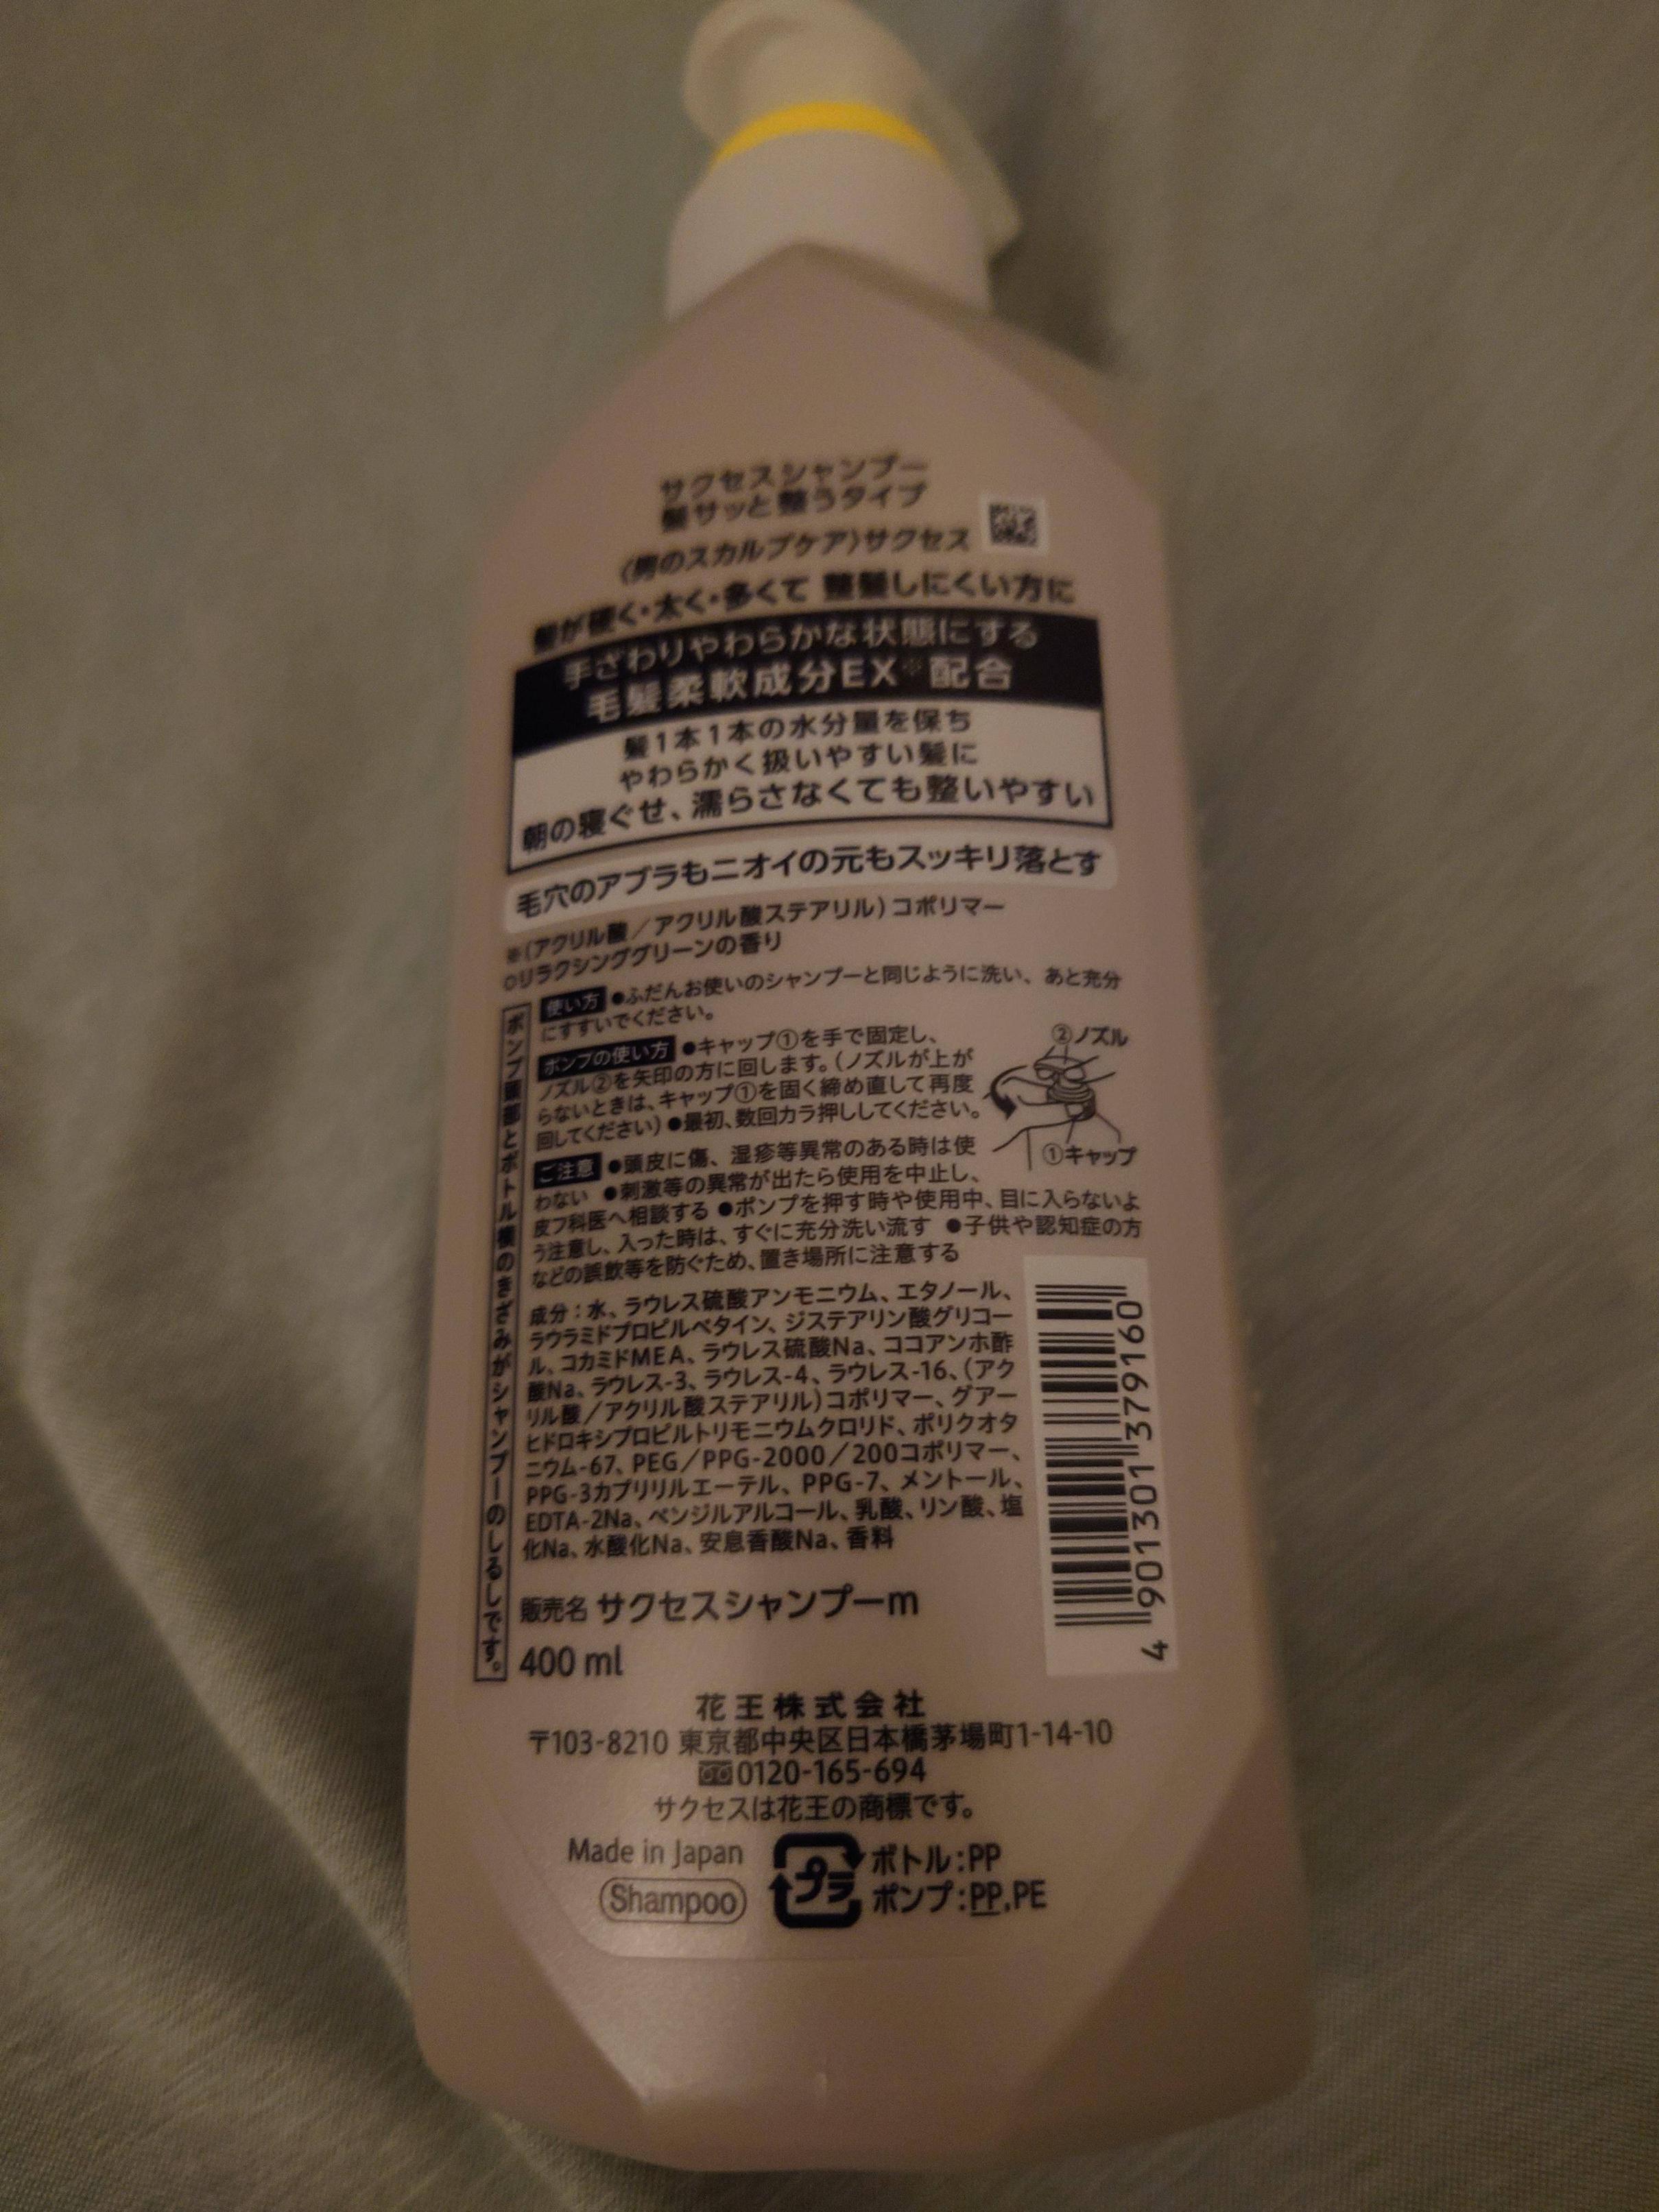 サクセスシャンプー
髪サッと整うタイプ
〈男のスカルプケア〉サクセス
髪が硬く・太く・多くて 整髪しにくい方に
手ざわりやわらかな状態にする
毛髪柔軟成分EX※配合
髪1本1本の水分量を保ち
やわらかく扱いやすい髪に
朝の寝ぐせ、濡らさなくても整いやすい
毛穴のアブラもニオイの元もスッキリ落とす
※(アクリル酸/アクリル酸ステアリル)コポリマー
○リラクシンググリーンの香り
ポンプ頭部とボトル横のきざみがシャンプーのしるしです。
使い方 ●ふだんお使いのシャンプーと同じように洗い、あと充分
にすすいでください。
ポンプの使い方 ●キャップ①を手で固定し、
ノズル②を矢印の方に回します。(ノズルが上が
らないときは、キャップ①を固く締め直して再度
回してください) ●最初、数回カラ押ししてください。
②ノズル
①キャップ
ご注意 ●頭皮に傷、湿疹等異常のある時は使
わない ●刺激等の異常が出たら使用を中止し、
皮フ科医へ相談する ●ポンプを押す時や使用中、目に入らないよ
う注意し、入った時は、すぐに充分洗い流す ●子供や認知症の方
などの誤飲等を防ぐため、置き場所に注意する
成分:水、ラウレス硫酸アンモニウム、エタノール、
ラウラミドプロピルベタイン、ジステアリン酸グリコー
ル、コカミドMEA、ラウレス硫酸Na、ココアンホ酢
酸Na、ラウレス-3、ラウレス-4、ラウレス-16、(アク
リル酸/アクリル酸ステアリル)コポリマー、グアー
ヒドロキシプロピルトリモニウムクロリド、ポリクオタ
ニウム-67、PEG/PPG-2000/200コポリマー、
PPG-3カプリリルエーテル、PPG-7、メントール、
EDTA-2Na、ベンジルアルコール、乳酸、リン酸、塩
化Na、水酸化Na、安息香酸Na、香料
4 901301 379160
販売名 サクセスシャンプーm
400 ml
花王株式会社
〒103-8210 東京都中央区日本橋茅場町1-14-10
0120-165-694
サクセスは花王の商標です。
Made in Japan
Shampoo
プラ
ボトル:PP
ポンプ:PP,PE